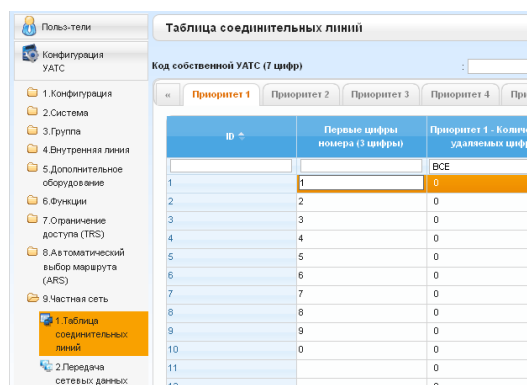 Польз-тели
Конфигурация
УАТС
1.Конфигурация
2.Система
3.Группа
4.Внутренняя линия
5.Дополнительное
оборудование
6.Функции
7.Ограничение
доступа (TRS)
8.Автоматический
выбор маршрута
(ARS)
9.Частная сеть
1.Таблица
соединительных
линий
2.Передача
сетевых данных
Таблица соединительных линий
Код собственной УАТС (7 цифр) :
« Приоритет 1 Приоритет 2 Приоритет 3 Приоритет 4 При
ID Первые цифры
номера (3 цифры) Приоритет 1 - Количе
удаляемых цифр
ВСЕ
1 1 0
2 2 0
3 3 0
4 4 0
5 5 0
6 6 0
7 7 0
8 8 0
9 9 0
10 0 0
11 0